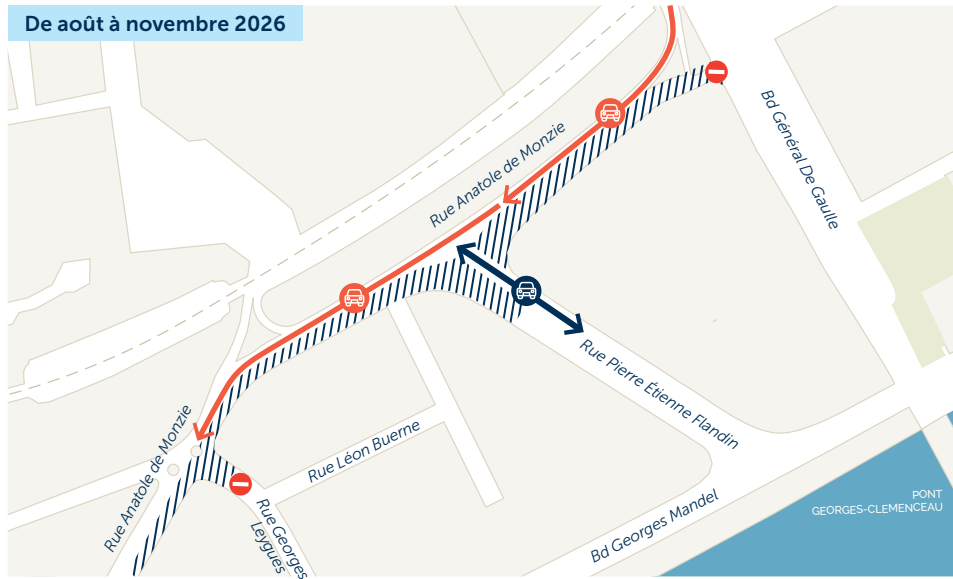 De août à novembre 2026
Bd Général De Gaulle
Rue Anatole de Monzie
Rue Pierre Étienne Flandin
Rue Anatole de Monzie
Rue Léon Buerne
Rue Georges
Leygues
Bd Georges Mandel
PONT
GEORGES-CLEMENCEAU